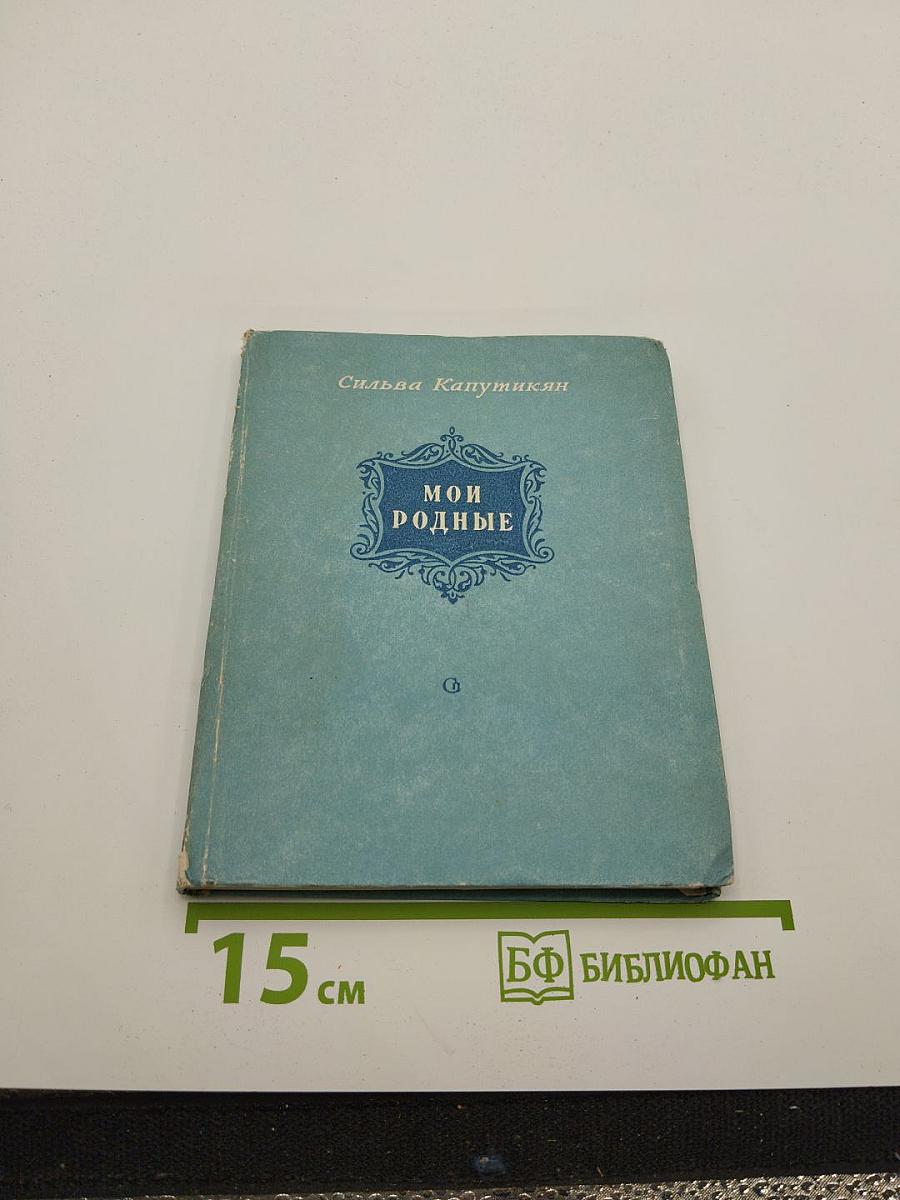 Сильва Капутикян
МОИ
РОДНЫЕ
15 см
БФ БИБЛИОФАН